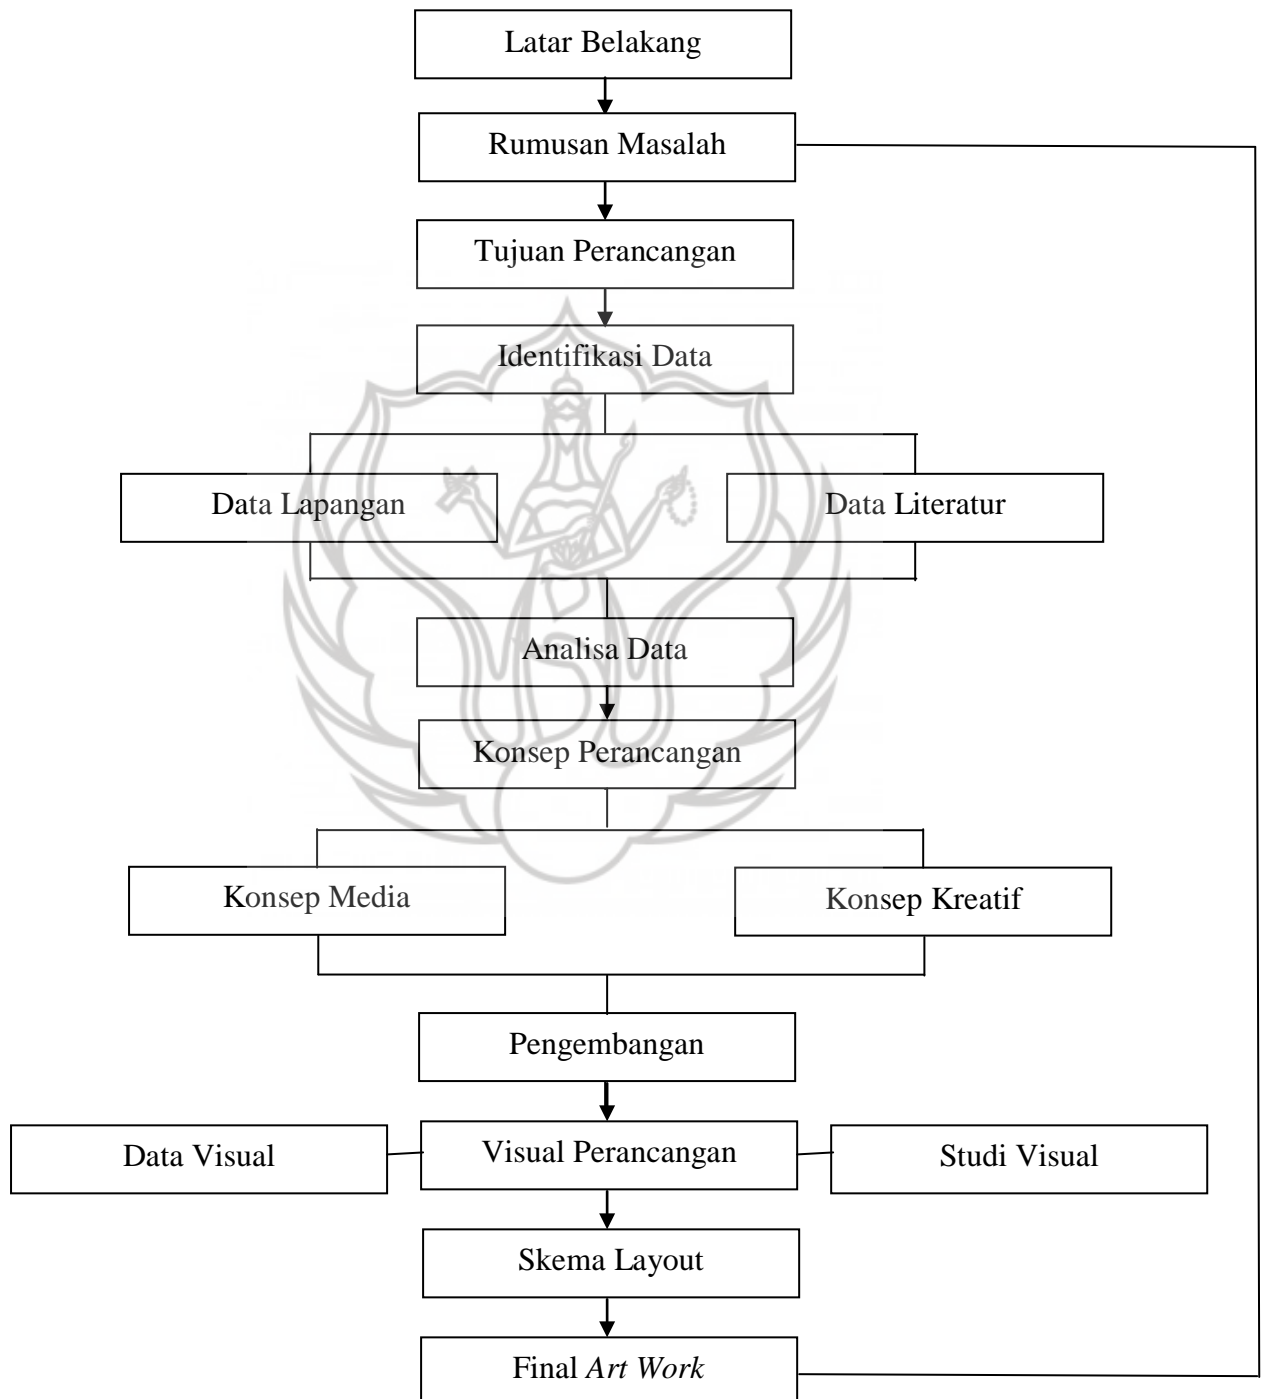 Latar Belakang
Rumusan Masalah
Tujuan Perancangan
Identifikasi Data
Data Lapangan
Data Literatur
Analisa Data
Konsep Perancangan
Konsep Media
Konsep Kreatif
Pengembangan
Data Visual
Visual Perancangan
Studi Visual
Skema Layout
Final Art Work